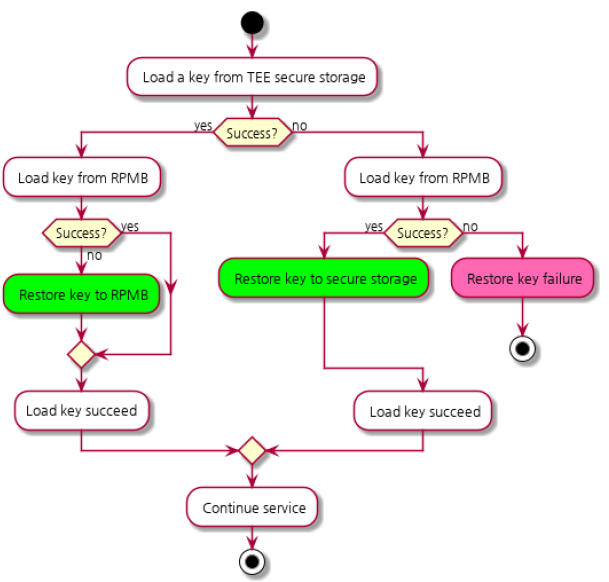 Load a key from TEE secure storage
yes
Success?
no
Load key from RPMB
Load key from RPMB
Success?
yes
no
Restore key to RPMB
yes
Success?
no
Restore key to secure storage
Restore key failure
Load key succeed
Load key succeed
Continue service